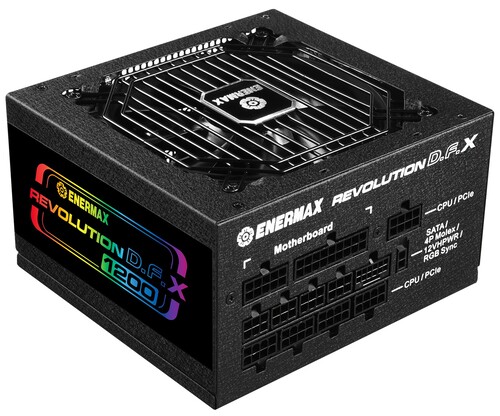 ENERMAX
ENERMAX
REVOLUTION D.F. X
1200
ENERMAX REVOLUTION D.F. X
Motherboard
CPU / PCIe
SATA /
4P Molex /
12VHPWR /
RGB Sync
CPU / PCIe